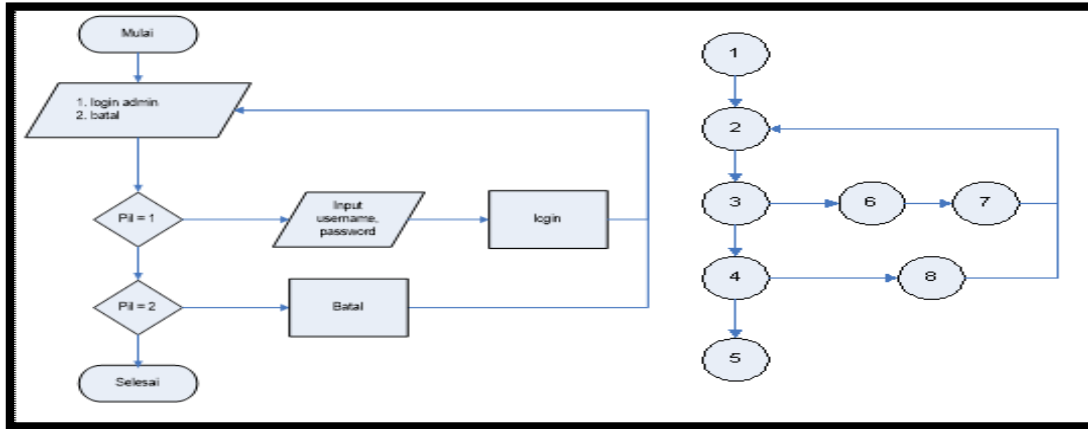 Mulai
1. login admin
2. batal
Pil = 1
Input
username,
password
login
Pil = 2
Batal
Selesai
1
2
3
6
7
4
8
5